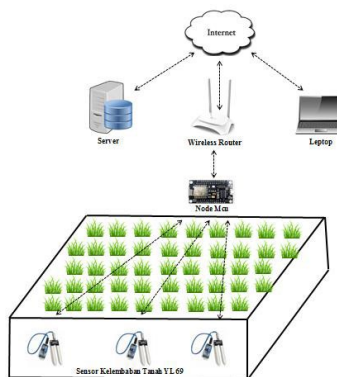 Internet
Server
Wireless Router
Leptop
Node Mcu
Sensor Kelembaban Tanah YL 69